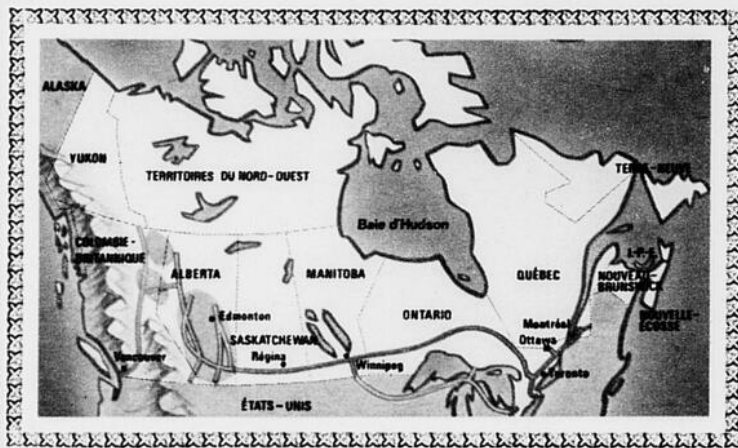 ALASKA
YUKON
TERRITOIRES DU NORD-OUEST
TERRE-NEUVE
Baie d'Hudson
COLOMBIE-
BRITANNIQUE
ALBERTA
MANITOBA
QUÉBEC
I.-P.-E.
NOUVEAU-
BRUNSWICK
NOUVELLE-
ÉCOSSE
Edmonton
ONTARIO
SASKATCHEWAN
Régina
Montréal
Ottawa
Vancouver
Winnipeg
Toronto
ÉTATS-UNIS